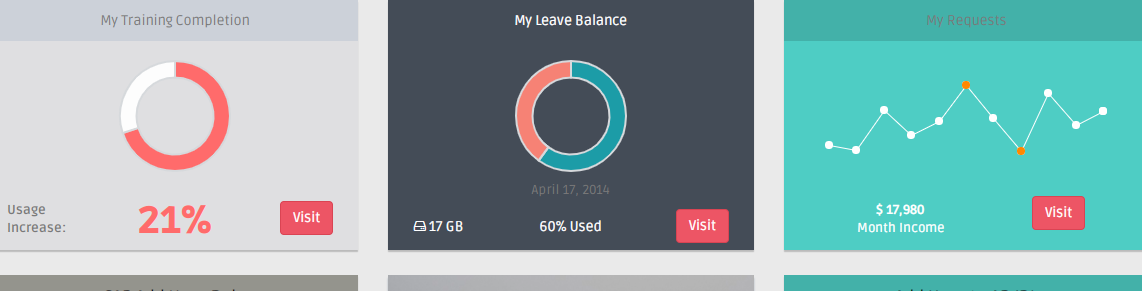 My Training Completion
Usage
Increase:
21%
Visit
My Leave Balance
April 17, 2014
17 GB
60% Used
Visit
My Requests
$ 17,980
Month Income
Visit